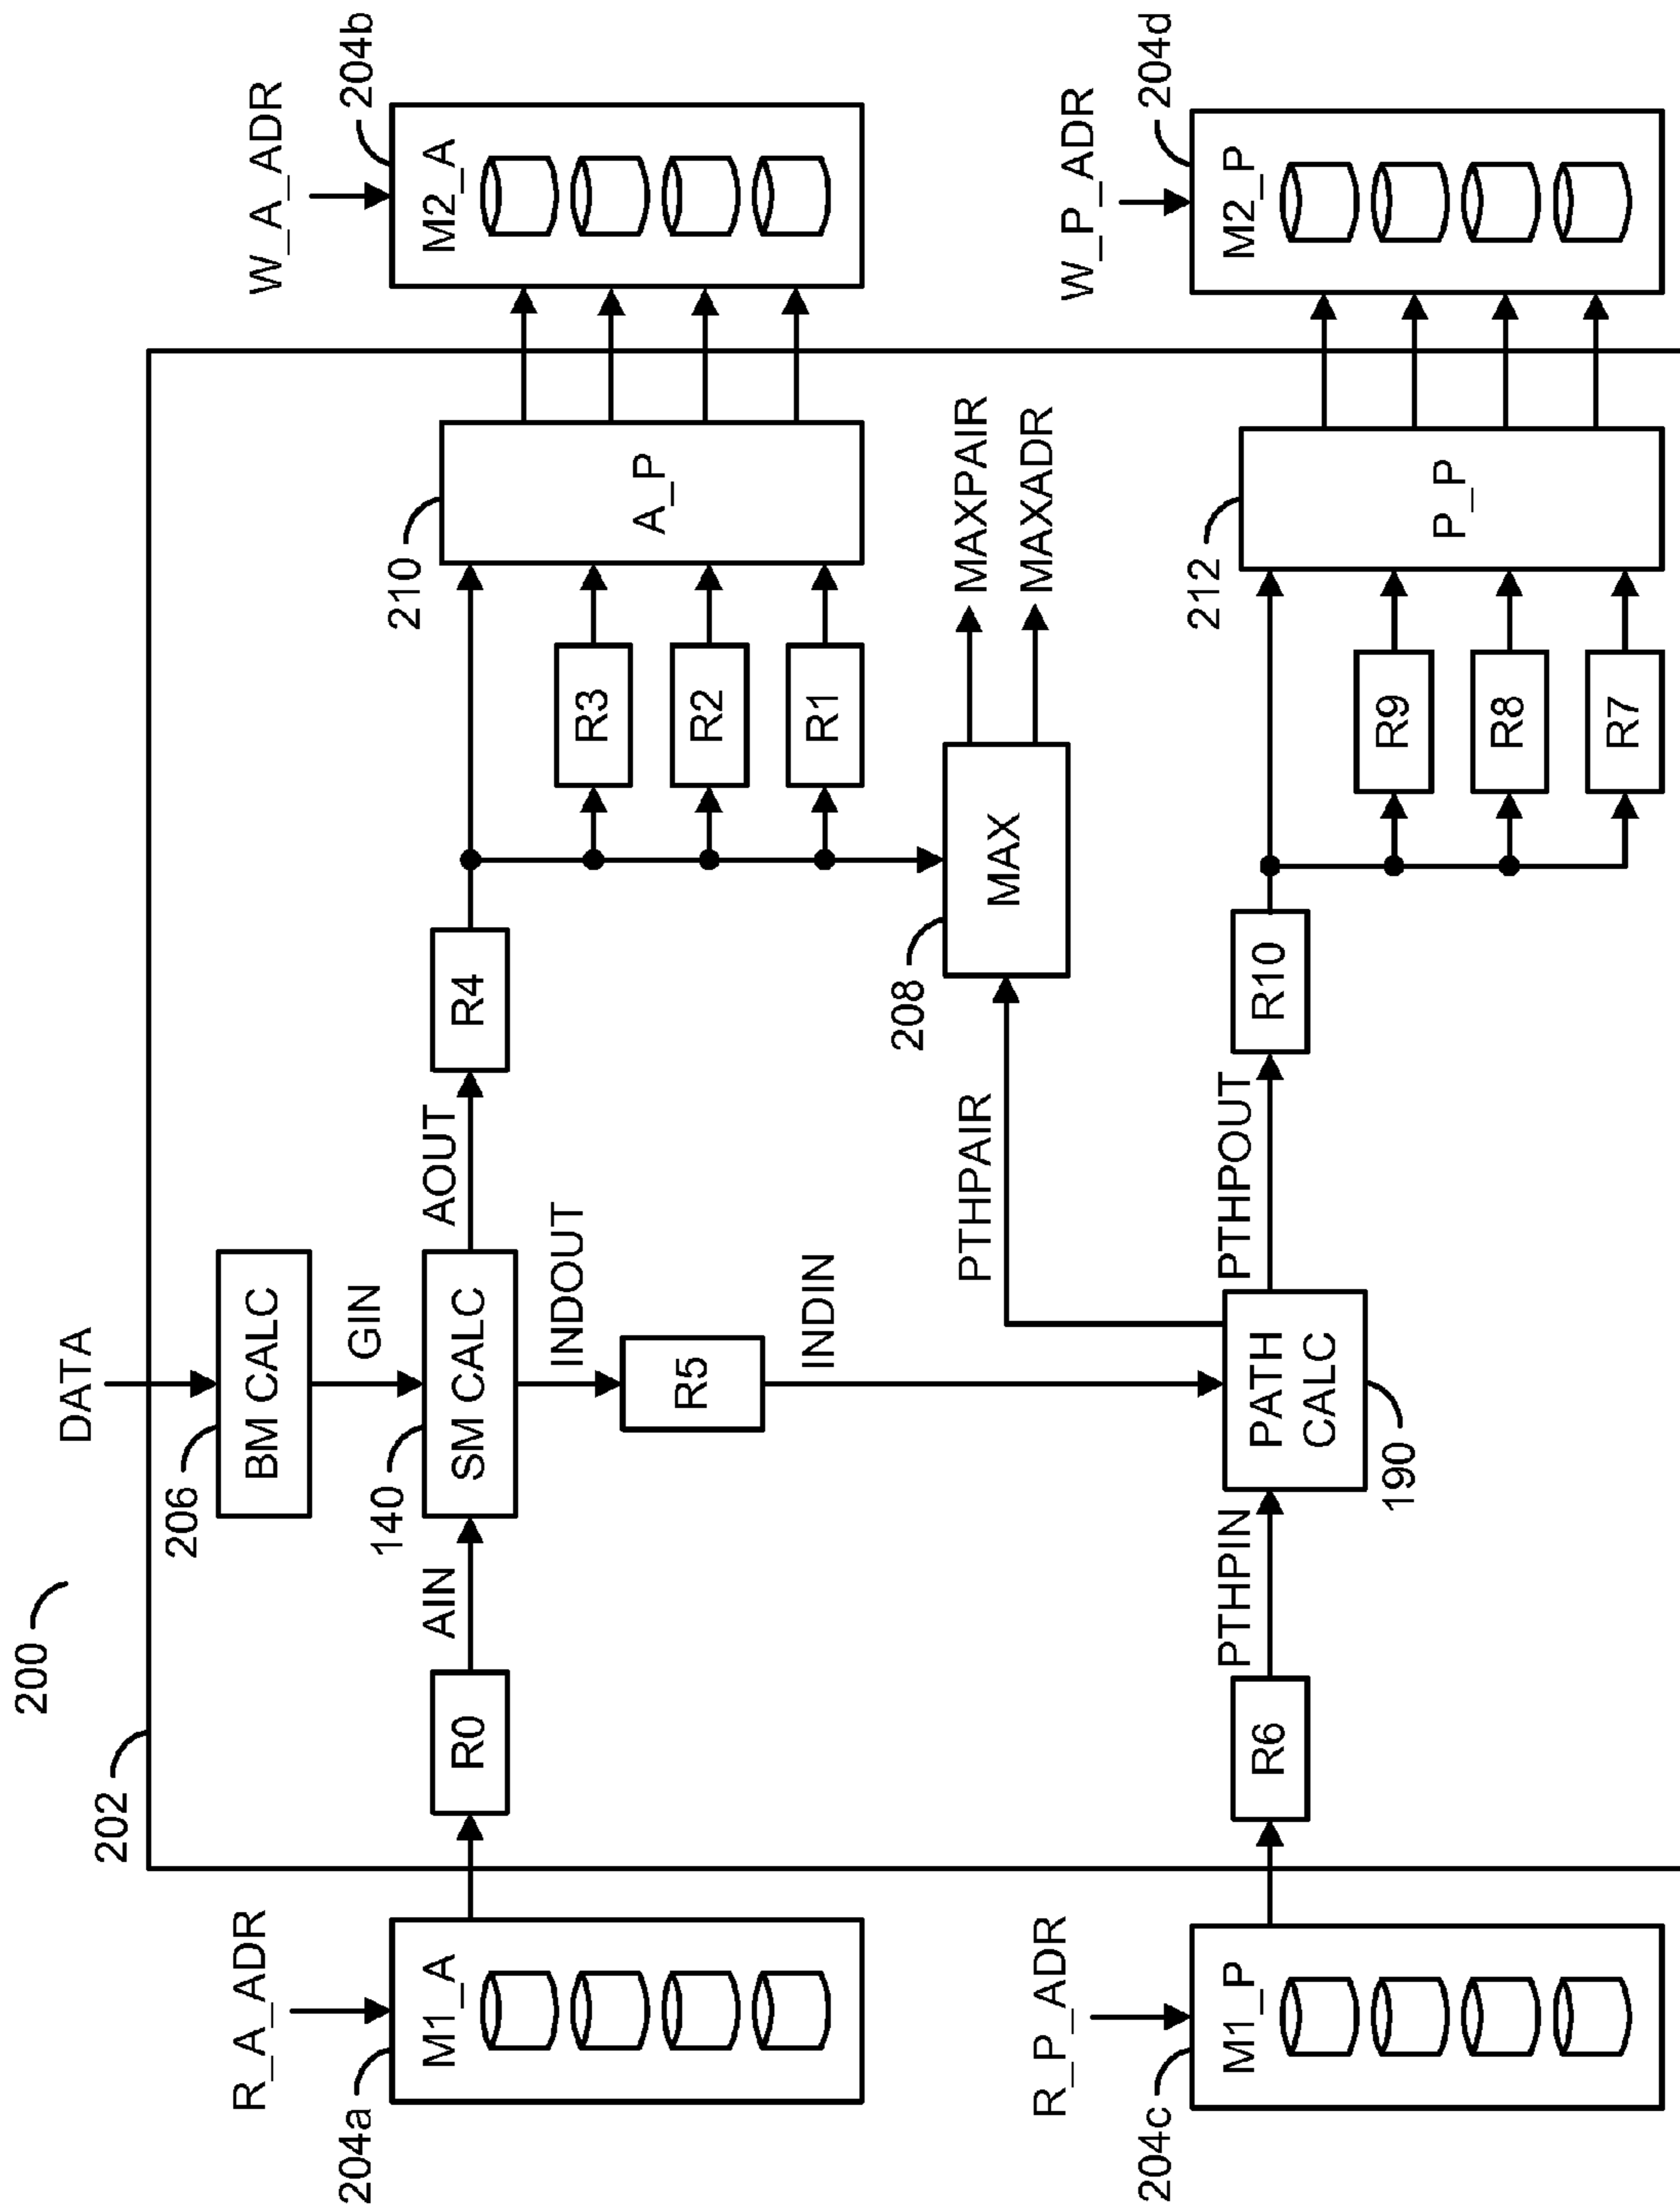 200
202
DATA
206
BM CALC
GIN
R_A_ADR
204a
M1_A
R0
AIN
140
SM CALC
AOUT
R4
INDOUT
R5
INDIN
R3
R2
R1
210
A_P
W_A_ADR
204b
M2_A
208
MAX
MAXPAIR
MAXADR
PTHPAIR
R_P_ADR
204c
M1_P
R6
PTHPIN
PATH
CALC
190
PTHPOUT
R10
R9
R8
R7
212
P_P
W_P_ADR
204d
M2_P